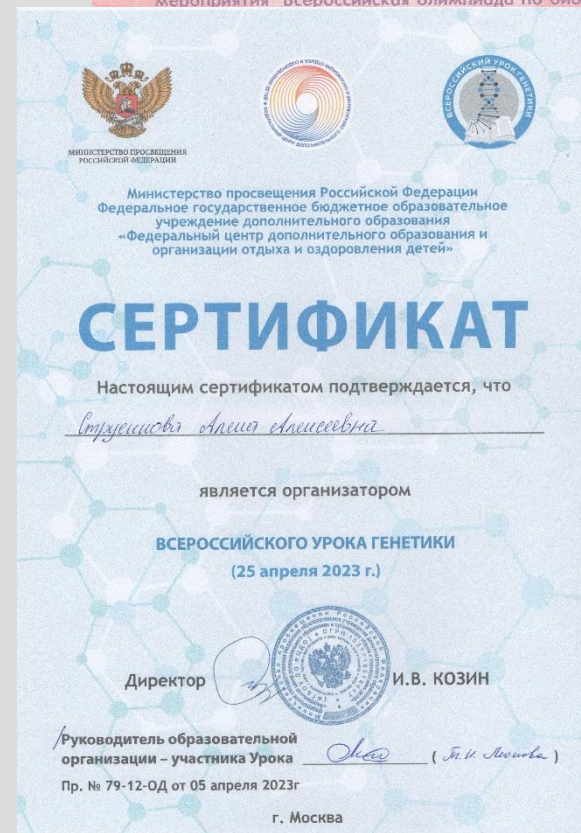 мероприятия "Всероссийская олимпиада по био
МИНИСТЕРСТВО ПРОСВЕЩЕНИЯ
РОССИЙСКОЙ ФЕДЕРАЦИИ
ВСЕРОССИЙСКИЙ УРОК ГЕНЕТИКИ
Министерство просвещения Российской Федерации
Федеральное государственное бюджетное образовательное
учреждение дополнительного образования
«Федеральный центр дополнительного образования и
организации отдыха и оздоровления детей»
СЕРТИФИКАТ
Настоящим сертификатом подтверждается, что
Алексеевна
является организатором
ВСЕРОССИЙСКОГО УРОКА ГЕНЕТИКИ
(25 апреля 2023 г.)
Директор И.В. КОЗИН
Руководитель образовательной
организации – участника Урока (Т.И. Леонова)
Пр. № 79-12-ОД от 05 апреля 2023г
г. Москва